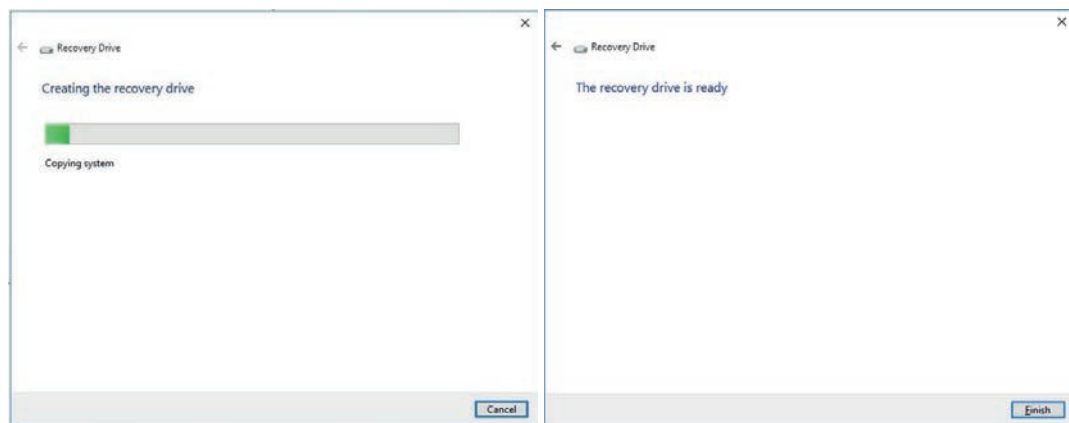 Recovery Drive
Creating the recovery drive
Copying system
Cancel
Recovery Drive
The recovery drive is ready
Finish